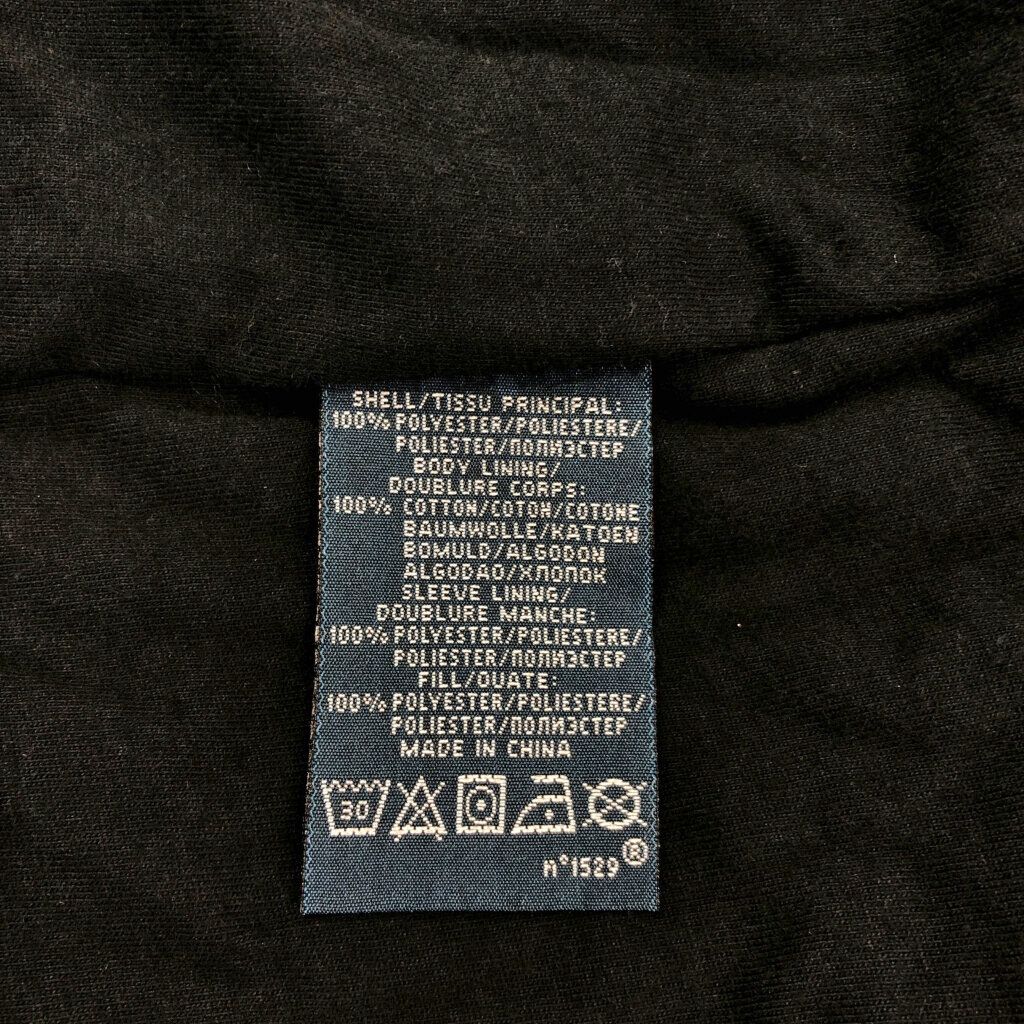 SHELL/TISSU PRINCIPAL:
100% POLYESTER/POLIESTERE/
POLIESTER/ПОЛИЭСТЕР
BODY LINING/
DOUBLURE CORPS:
100% COTTON/COTON/COTONE
BAUMWOLLE/KATOEN
BOMULD/ALGODON
ALGODAO/ХЛОПОК
SLEEVE LINING/
DOUBLURE MANCHE:
100% POLYESTER/POLIESTERE/
POLIESTER/ПОЛИЭСТЕР
FILL/OUATE:
100% POLYESTER/POLIESTERE/
POLIESTER/ПОЛИЭСТЕР
MADE IN CHINA
30
n°1529®